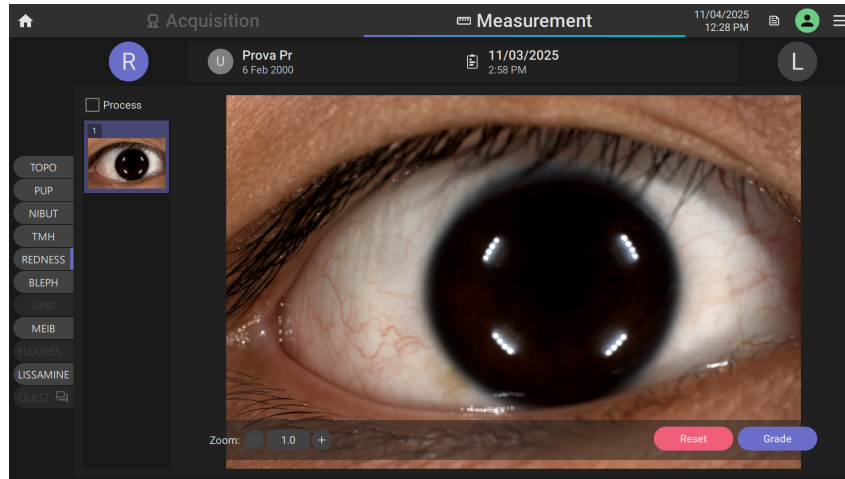 Acquisition
Measurement
11/04/2025
12:28 PM
R
U
Prova Pr
6 Feb 2000
11/03/2025
2:58 PM
L
Process
1
TOPO
PUP
NIBUT
TMH
REDNESS
BLEPH
LIPID
MEIB
FLUORES...
LISSAMINE
QUEST
Zoom: - 1.0 +
Reset
Grade